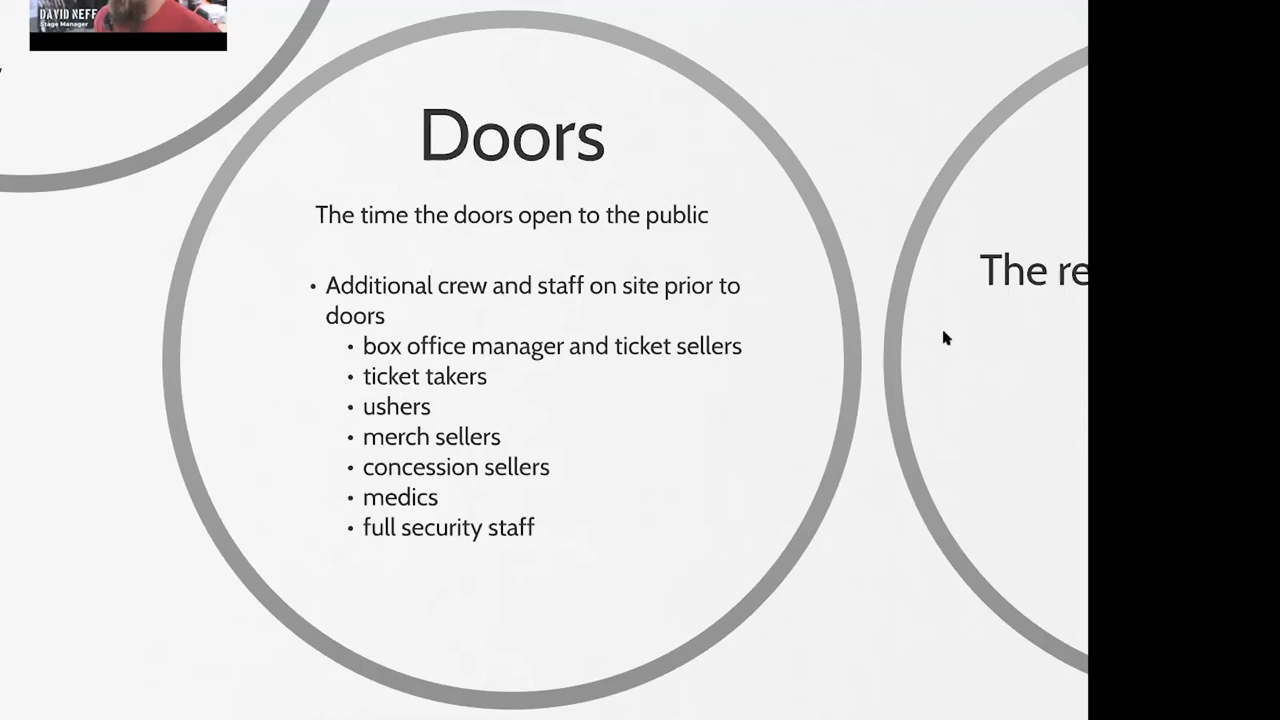 DAVID NEFF
Stage Manager
Doors
The time the doors open to the public
• Additional crew and staff on site prior to
doors
• box office manager and ticket sellers
• ticket takers
• ushers
• merch sellers
• concession sellers
• medics
• full security staff
The re